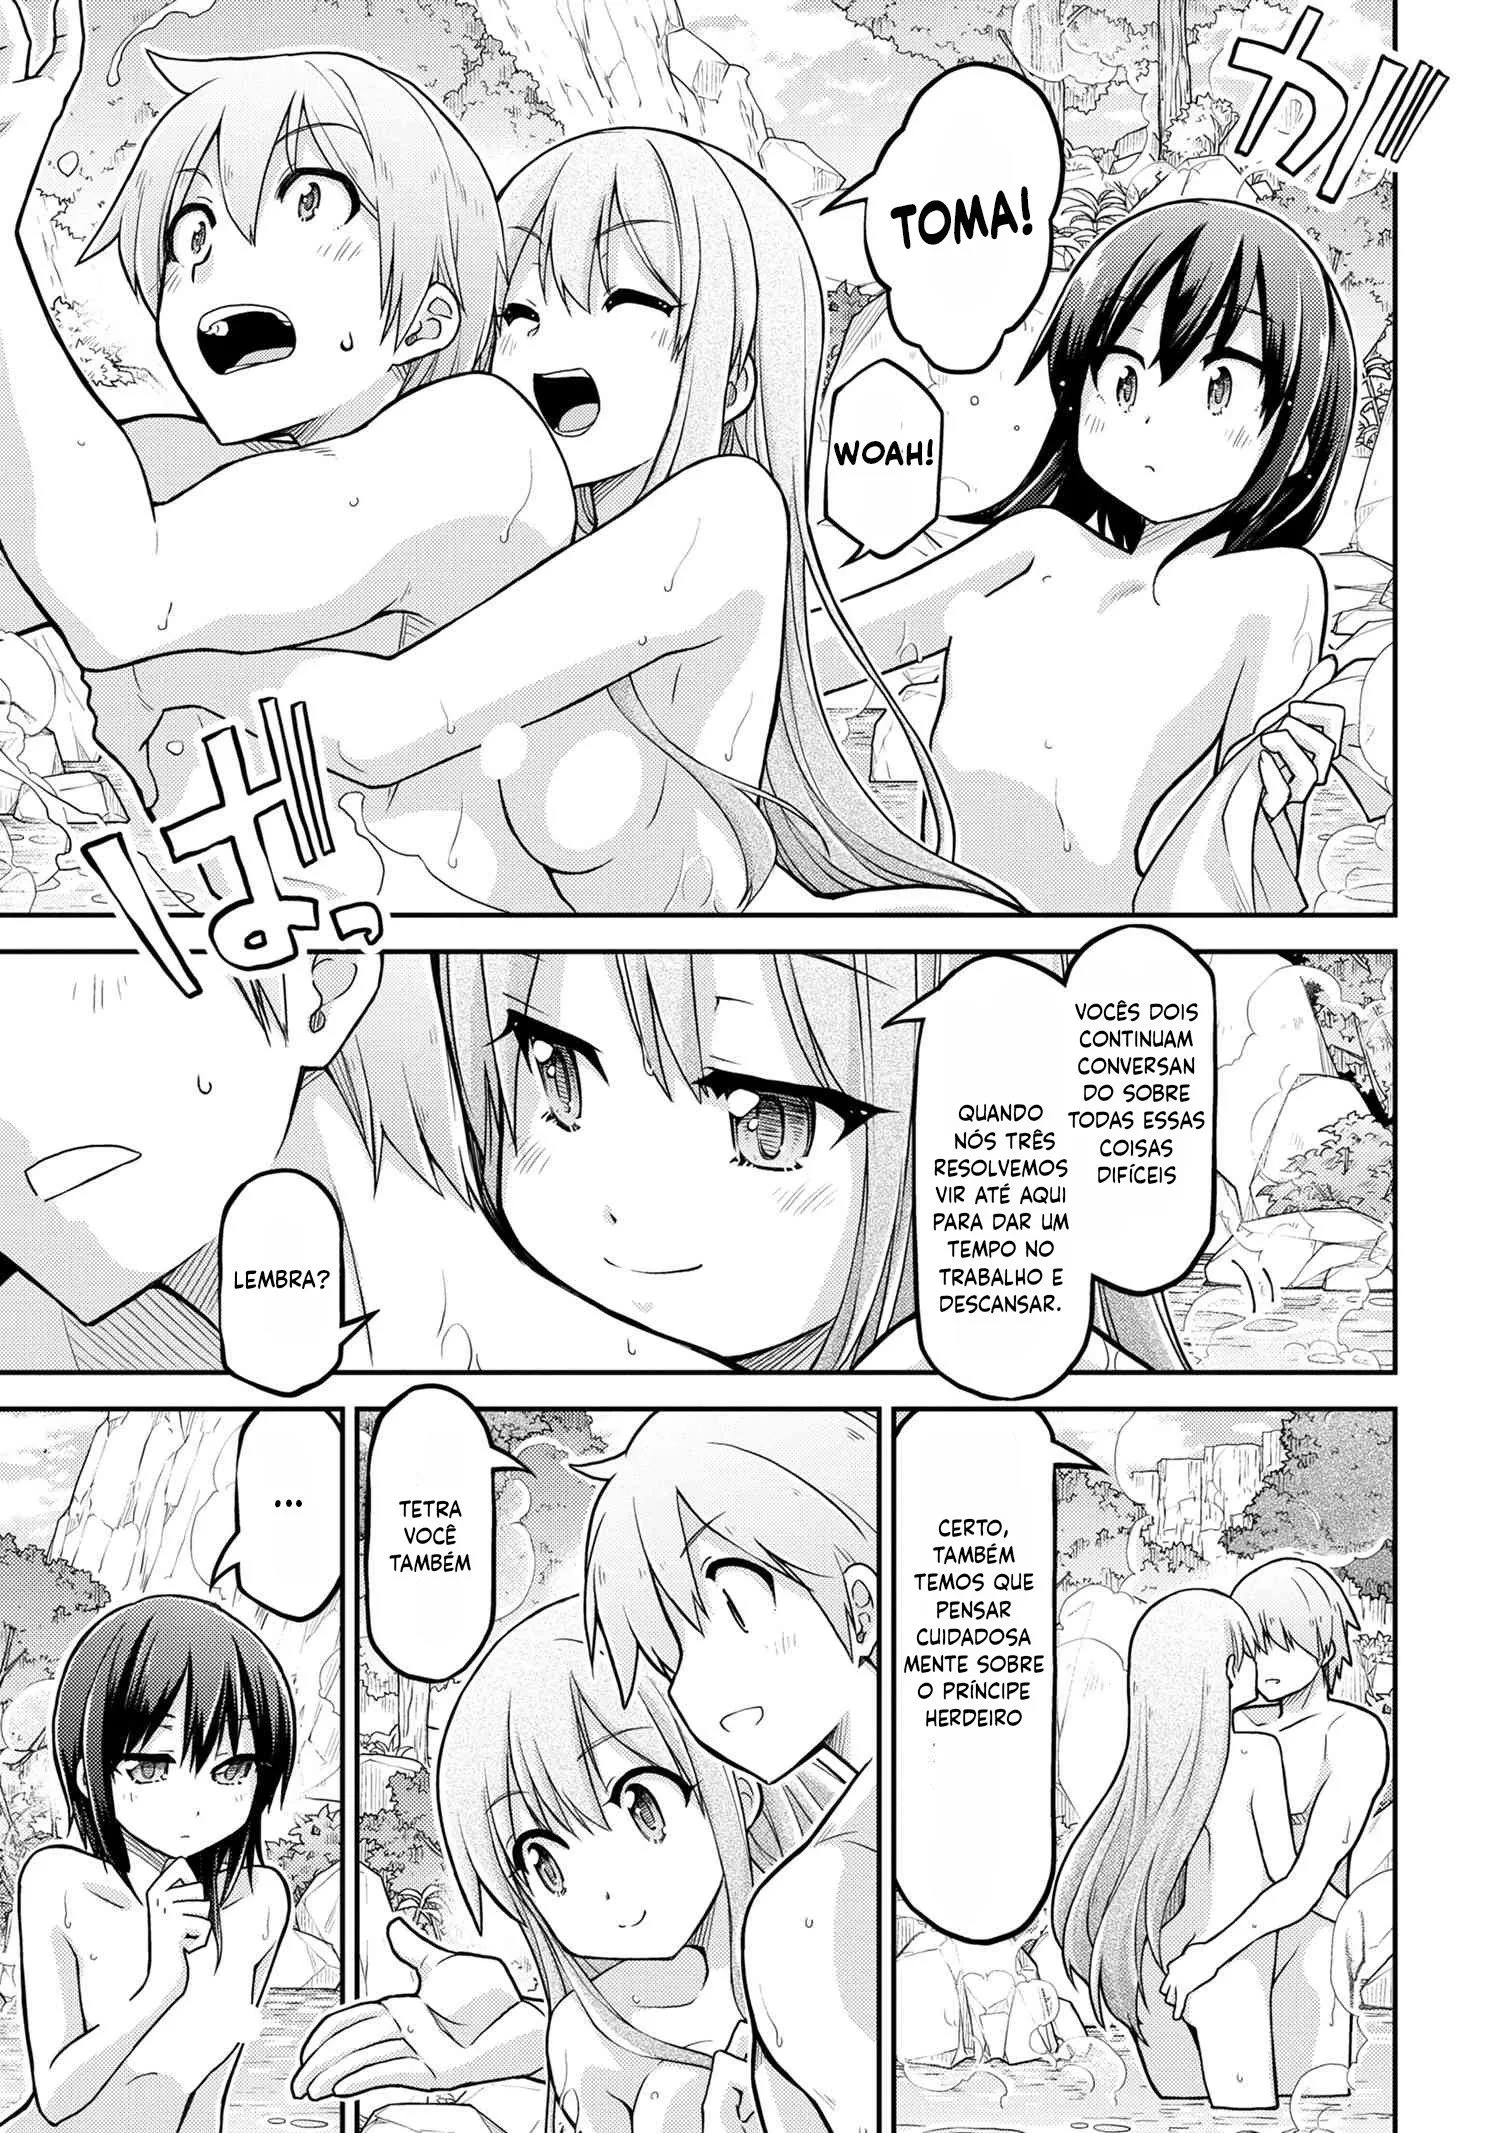 ガバッ
TOMA!
WOAH!
VOCÊS DOIS
CONTINUAM
CONVERSAN
DO SOBRE
TODAS ESSAS
COISAS
DIFÍCEIS
QUANDO
NÓS TRÊS
RESOLVEMOS
VIR ATÉ AQUI
PARA DAR UM
TEMPO NO
TRABALHO E
DESCANSAR.
LEMBRA?
CERTO,
TAMBÉM
TEMOS QUE
PENSAR
CUIDADOSA
MENTE SOBRE
O PRÍNCIPE
HERDEIRO
TETRA
VOCÊ
TAMBÉM
...